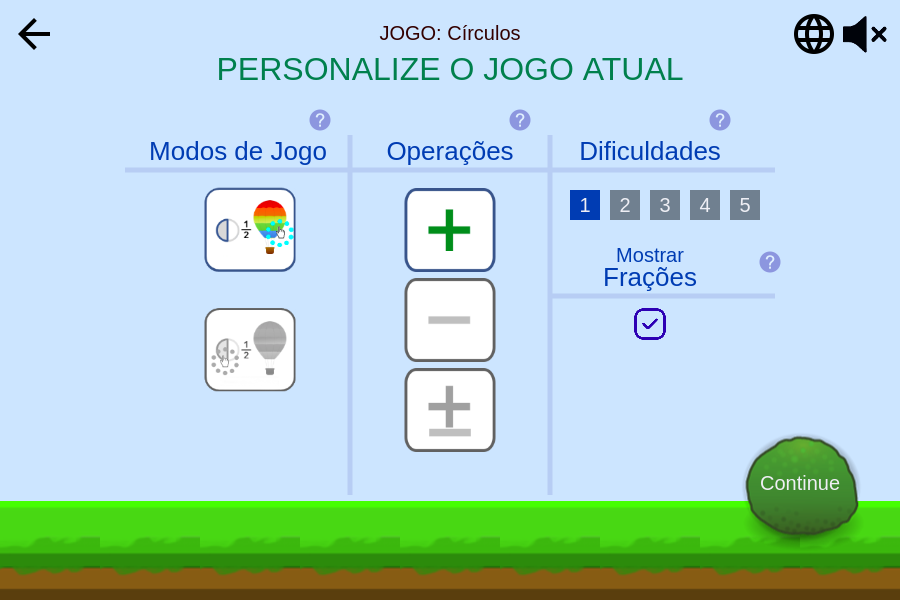 JOGO: Círculos
PERSONALIZE O JOGO ATUAL
? ? ?
Modos de Jogo
Operações
Dificuldades
1 2 3 4 5
Mostrar
Frações
?
1
2
1
2
+
−
±
Continue